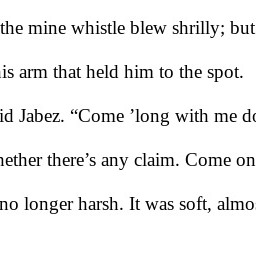 the mine whistle blew shrilly; but
is arm that held him to the spot.
id Jabez. “Come ’long with me do
hether there’s any claim. Come on
no longer harsh. It was soft, almo